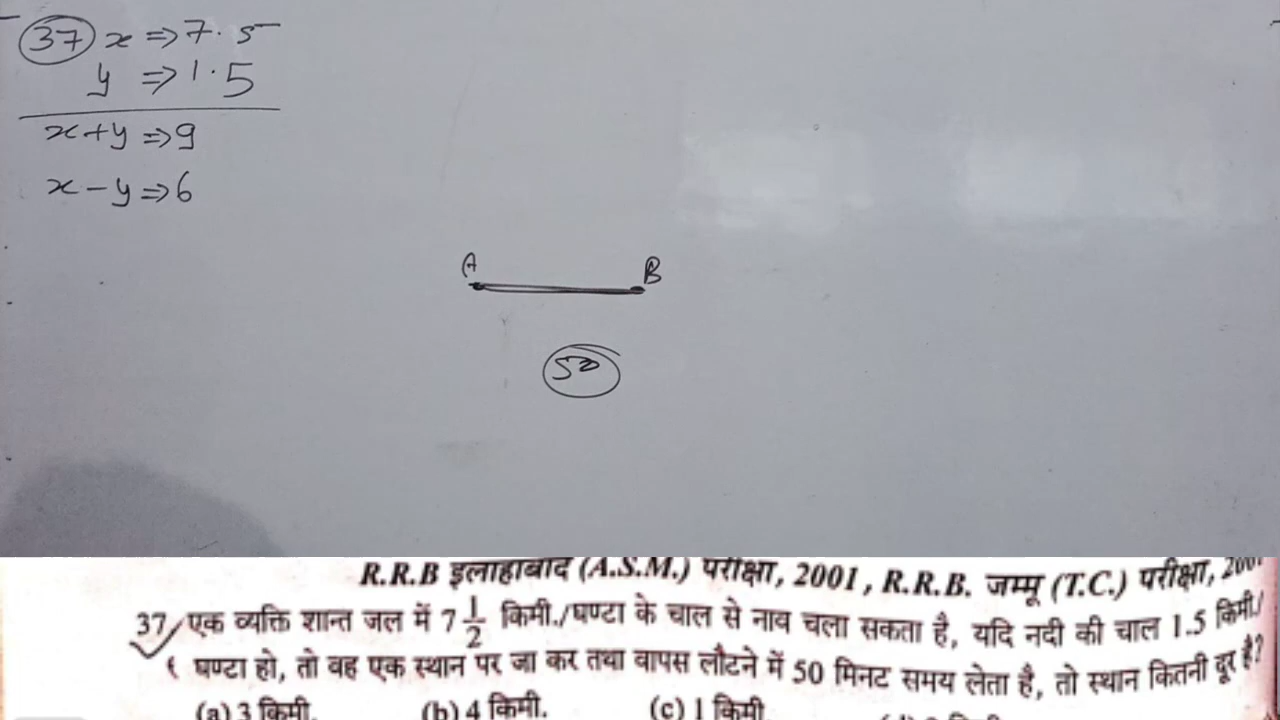 37 x ⇒ 7.5
y ⇒ 1.5
x+y ⇒ 9
x-y ⇒ 6
A B
50
R.R.B इलाहाबाद (A.S.M.) परीक्षा, 2001, R.R.B. जम्मू (T.C.) परीक्षा,
37 एक व्यक्ति शान्त जल में 7 1/2 किमी./घण्टा के चाल से नाव चला सकता है, यदि नदी की चाल 1.5 किमी./
घण्टा हो, तो वह एक स्थान पर जा कर तथा वापस लौटने में 50 मिनट समय लेता है, तो स्थान कितनी दूर है?
(a) 3 किमी. (b) 4 किमी. (c) 1 किमी